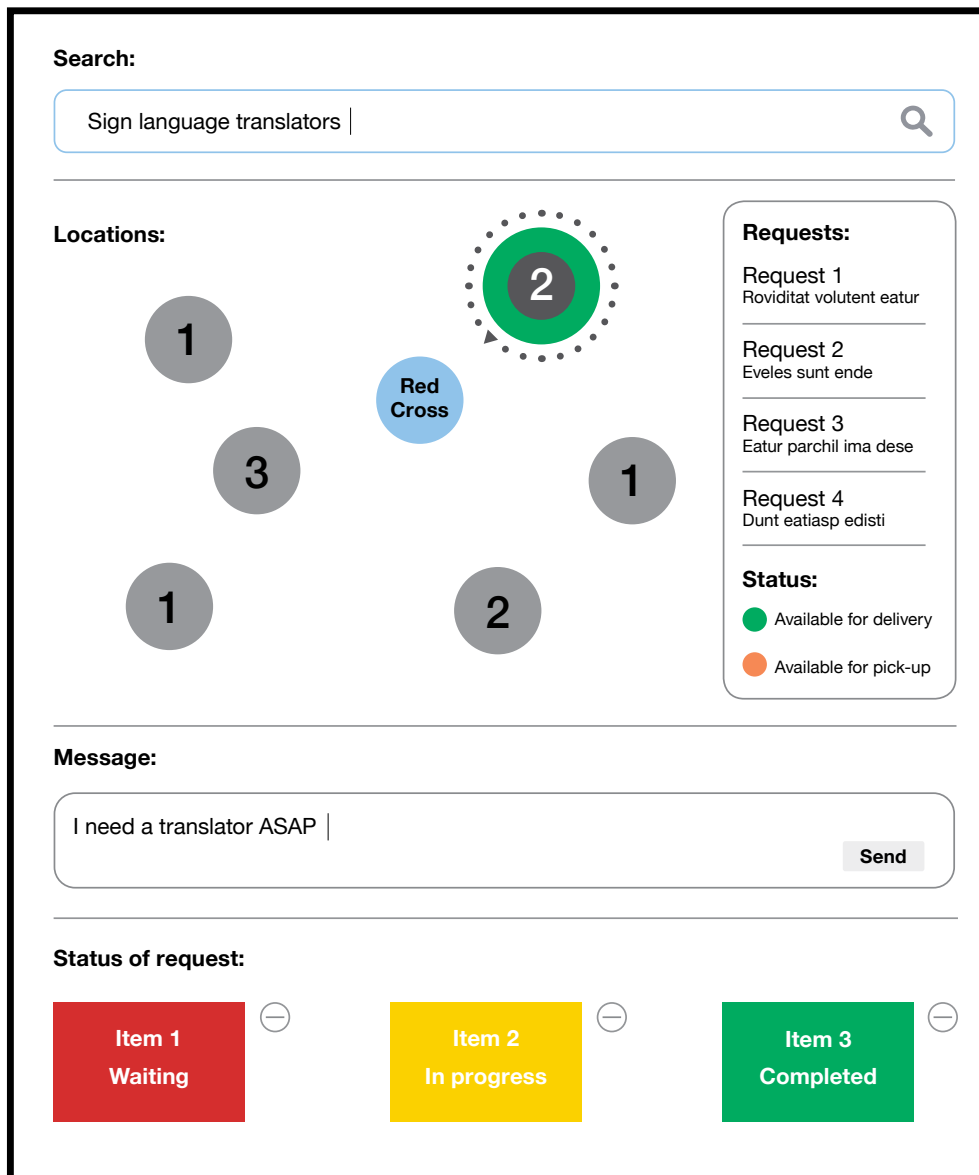 Search:
Sign language translators
Locations:
2
1
Red
Cross
3
1
1
2
Requests:
Request 1
Roviditat volutent eatur
Request 2
Eveles sunt ende
Request 3
Eatur parchil ima dese
Request 4
Dunt eatiasp edisti
Status:
Available for delivery
Available for pick-up
Message:
I need a translator ASAP
Send
Status of request:
Item 1
Waiting
Item 2
In progress
Item 3
Completed